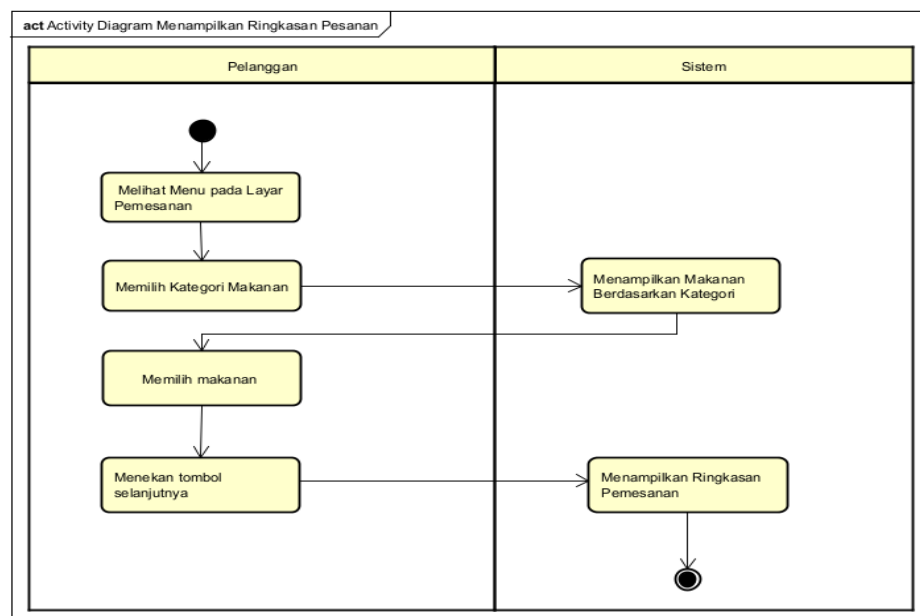 act Activity Diagram Menampilkan Ringkasan Pesanan
Pelanggan
Sistem
Melihat Menu pada Layar
Pemesanan
Memilih Kategori Makanan
Menampilkan Makanan
Berdasarkan Kategori
Memilih makanan
Menekan tombol
selanjutnya
Menampilkan Ringkasan
Pemesanan